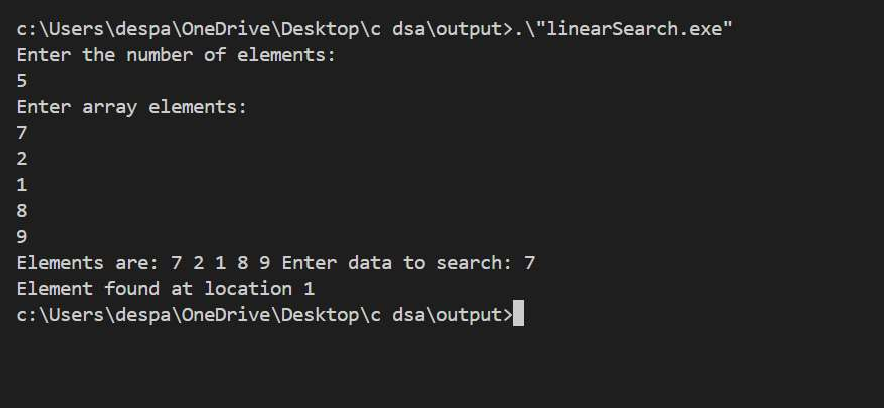 c:\Users\despa\OneDrive\Desktop\c dsa\output>.\"linearSearch.exe"
Enter the number of elements:
5
Enter array elements:
7
2
1
8
9
Elements are: 7 2 1 8 9 Enter data to search: 7
Element found at location 1
c:\Users\despa\OneDrive\Desktop\c dsa\output>